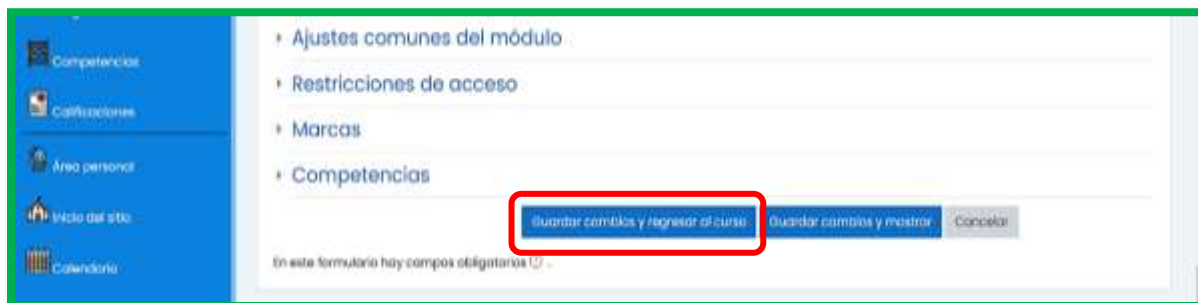 Competencias
Calificaciones
Área personal
Inicio del sitio
Calendario
Ajustes comunes del módulo
Restricciones de acceso
Marcas
Competencias
Guardar cambios y regresar al curso Guardar cambios y mostrar Cancelar
En este formulario hay campos obligatorios